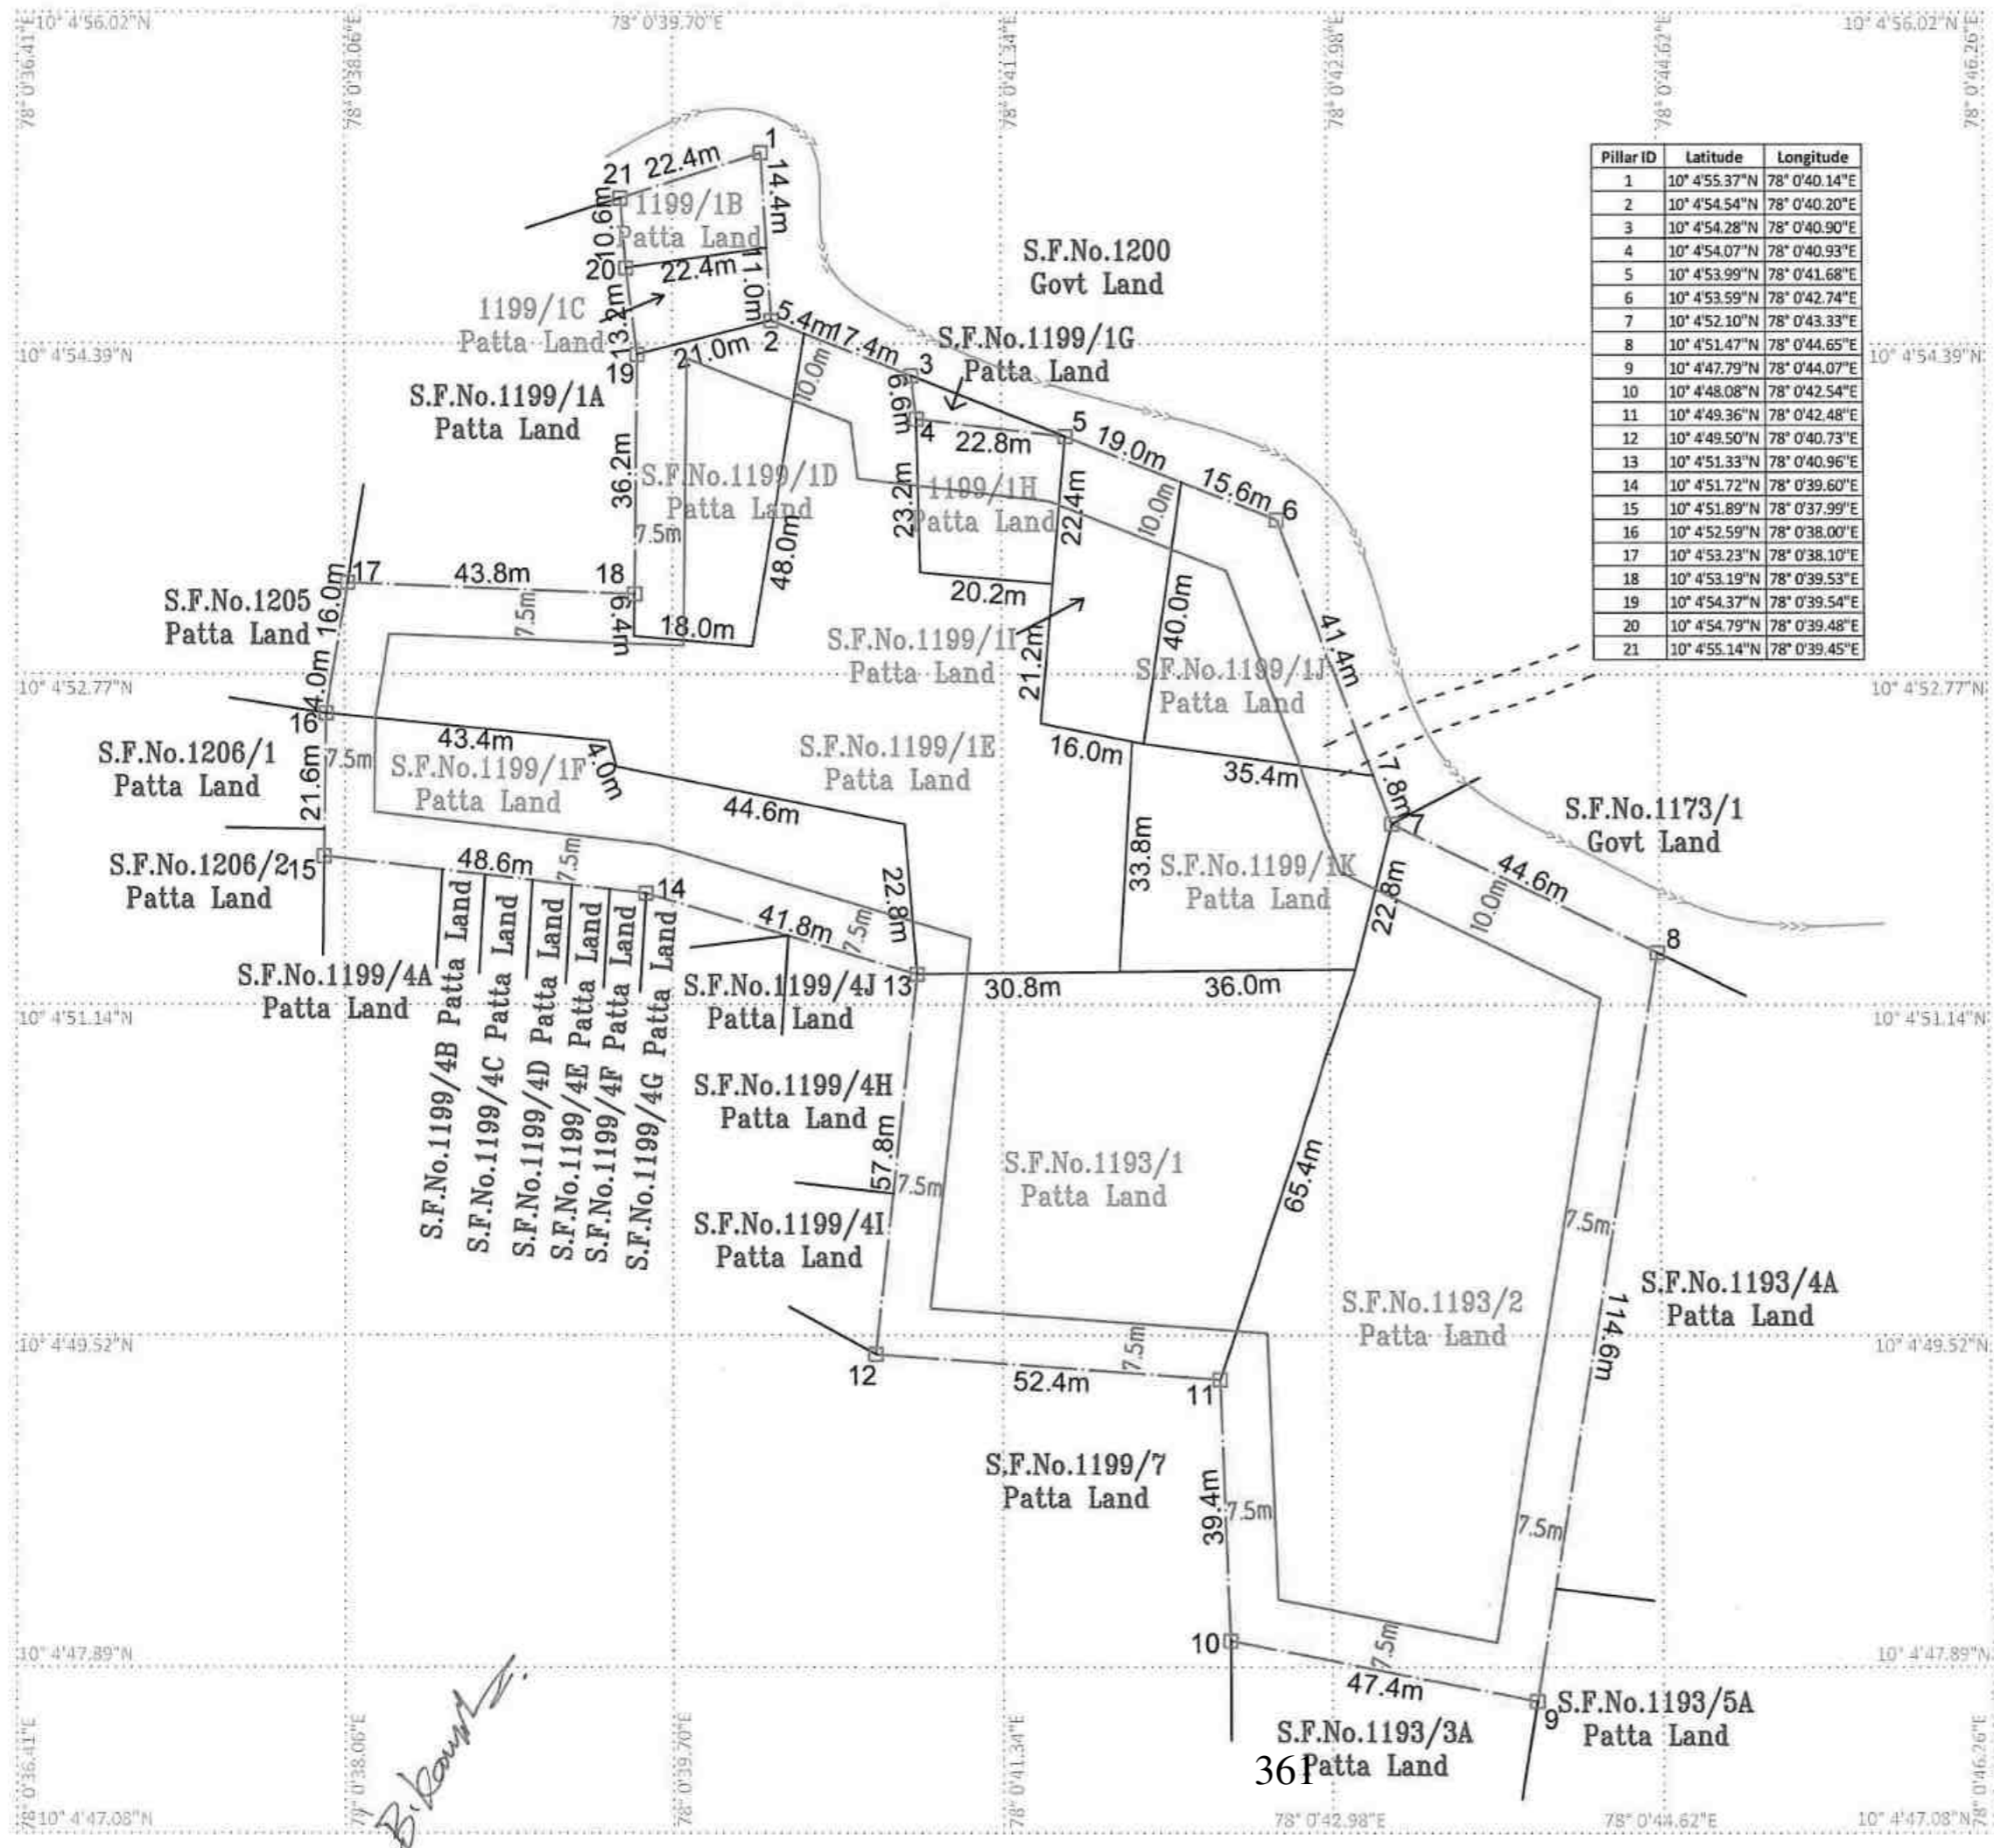 10° 4'56.02"N
78° 0'39.70"E
10° 4'56.02"N
78° 0'36.41"E
78° 0'38.06"E
78° 0'41.34"E
78° 0'42.98"E
78° 0'44.62"E
78° 0'46.26"E
Pillar ID Latitude Longitude
1 10° 4'55.37"N 78° 0'40.14"E
2 10° 4'54.54"N 78° 0'40.20"E
3 10° 4'54.28"N 78° 0'40.90"E
4 10° 4'54.07"N 78° 0'40.93"E
5 10° 4'53.99"N 78° 0'41.68"E
6 10° 4'53.59"N 78° 0'42.74"E
7 10° 4'52.10"N 78° 0'43.33"E
8 10° 4'51.47"N 78° 0'44.65"E
9 10° 4'47.79"N 78° 0'44.07"E
10 10° 4'48.08"N 78° 0'42.54"E
11 10° 4'49.36"N 78° 0'42.48"E
12 10° 4'49.50"N 78° 0'40.73"E
13 10° 4'51.33"N 78° 0'40.96"E
14 10° 4'51.72"N 78° 0'39.60"E
15 10° 4'51.89"N 78° 0'37.99"E
16 10° 4'52.59"N 78° 0'38.00"E
17 10° 4'53.23"N 78° 0'38.10"E
18 10° 4'53.19"N 78° 0'39.53"E
19 10° 4'54.37"N 78° 0'39.54"E
20 10° 4'54.79"N 78° 0'39.48"E
21 10° 4'55.14"N 78° 0'39.45"E
1
21
22.4m
14.4m
10.6m
1199/1B
Patta Land
20
22.4m
11.0m
S.F.No.1200
Govt Land
1199/1C
Patta Land
13.2m
5.4m
17.4m
S.F.No.1199/1G
Patta Land
10° 4'54.39"N
10° 4'54.39"N
19
21.0m
2
10.0m
3
6.6m
4
22.8m
5
19.0m
S.F.No.1199/1A
Patta Land
36.2m
S.F.No.1199/1D
Patta Land
7.5m
48.0m
23.2m
1199/1H
Patta Land
22.4m
10.0m
15.6m
6
17
43.8m
18
16.0m
S.F.No.1205
Patta Land
7.5m
6.4m
18.0m
20.2m
S.F.No.1199/1I
Patta Land
21.2m
40.0m
S.F.No.1199/1J
Patta Land
41.4m
10° 4'52.77"N
10° 4'52.77"N
4.0m
16
43.4m
4.0m
S.F.No.1206/1
Patta Land
21.6m
7.5m
S.F.No.1199/1F
Patta Land
S.F.No.1199/1E
Patta Land
16.0m
35.4m
7.8m
44.6m
7
S.F.No.1173/1
Govt Land
S.F.No.1206/2
Patta Land
15
48.6m
7.5m
14
22.8m
33.8m
S.F.No.1199/1K
Patta Land
22.8m
44.6m
10.0m
8
41.8m
7.5m
S.F.No.1199/4A
Patta Land
S.F.No.1199/4B Patta Land
S.F.No.1199/4C Patta Land
S.F.No.1199/4D Patta Land
S.F.No.1199/4E Patta Land
S.F.No.1199/4F Patta Land
S.F.No.1199/4G Patta Land
S.F.No.1199/4J
Patta Land
13
30.8m
36.0m
10° 4'51.14"N
10° 4'51.14"N
S.F.No.1199/4H
Patta Land
57.8m
7.5m
S.F.No.1193/1
Patta Land
65.4m
7.5m
S.F.No.1199/4I
Patta Land
S.F.No.1193/2
Patta Land
114.6m
S.F.No.1193/4A
Patta Land
10° 4'49.52"N
10° 4'49.52"N
12
52.4m
7.5m
11
S.F.No.1199/7
Patta Land
39.4m
7.5m
7.5m
10° 4'47.89"N
10° 4'47.89"N
10
7.5m
47.4m
9
S.F.No.1193/5A
Patta Land
S.F.No.1193/3A
Patta Land
361
78° 0'36.41"E
78° 0'38.06"E
78° 0'39.70"E
78° 0'41.34"E
78° 0'46.26"E
10° 4'47.08"N
78° 0'42.98"E
78° 0'44.62"E
10° 4'47.08"N